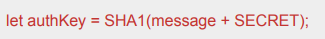 let authKey = SHA1(message + SECRET);